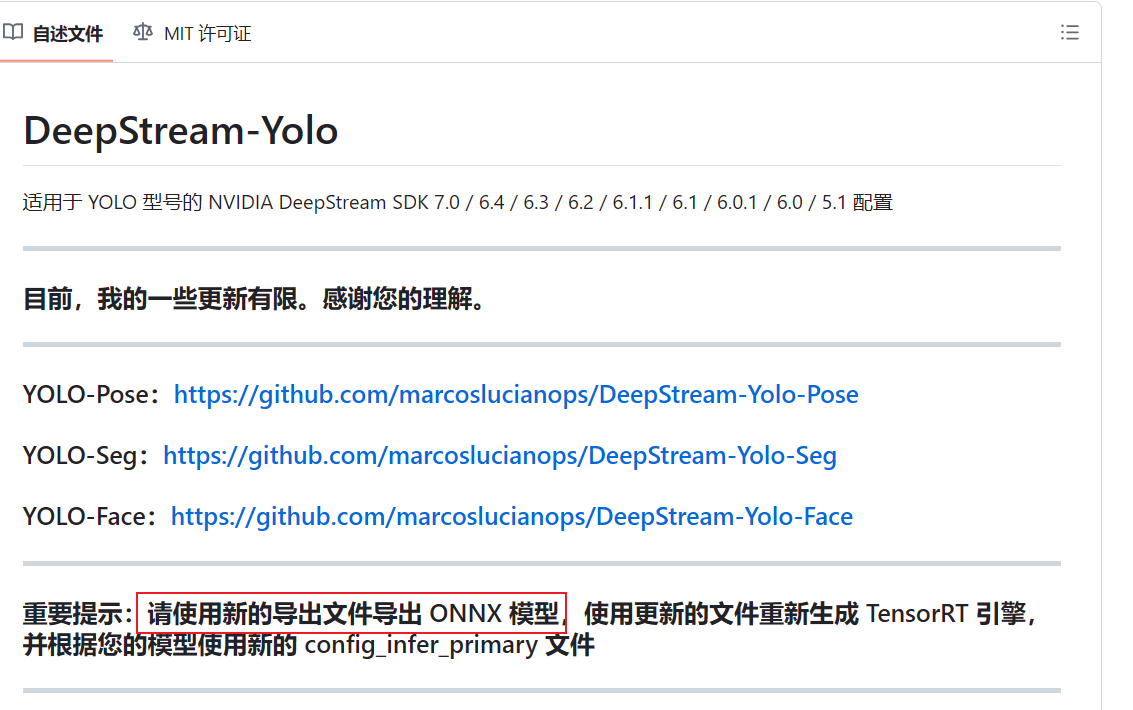 自述文件 MIT 许可证
DeepStream-Yolo
适用于 YOLO 型号的 NVIDIA DeepStream SDK 7.0 / 6.4 / 6.3 / 6.2 / 6.1.1 / 6.1 / 6.0.1 / 6.0 / 5.1 配置
目前，我的一些更新有限。感谢您的理解。
YOLO-Pose：https://github.com/marcoslucianops/DeepStream-Yolo-Pose
YOLO-Seg：https://github.com/marcoslucianops/DeepStream-Yolo-Seg
YOLO-Face：https://github.com/marcoslucianops/DeepStream-Yolo-Face
重要提示：请使用新的导出文件导出 ONNX 模型，使用更新的文件重新生成 TensorRT 引擎，
并根据您的模型使用新的 config_infer_primary 文件